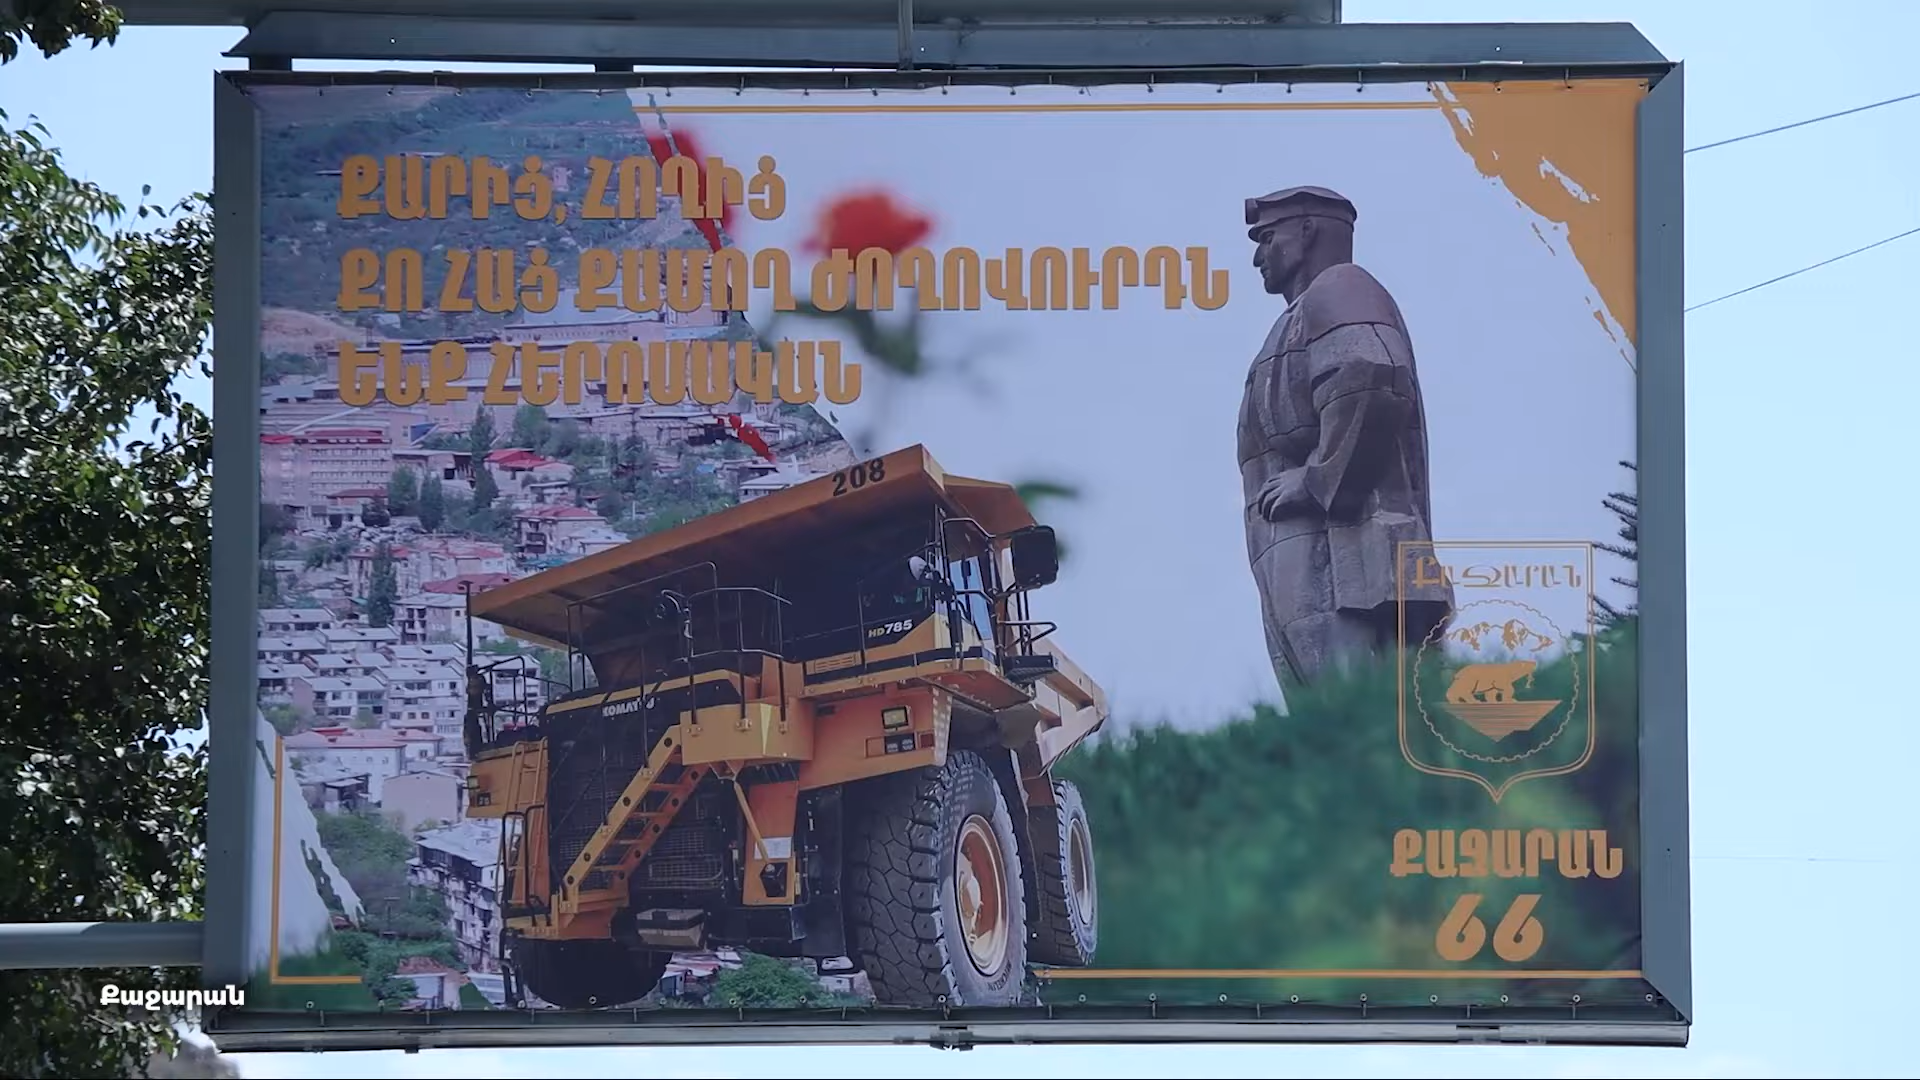 ՔԱՐԻՑ, ՀՈՂԻՑ
ՔՈ ՀԱՑ ՔԱՄՈՂ ԺՈՂՈՎՈՒՐԴՆ
ԵՆՔ ՀԵՐՈՍԱԿԱՆ
208
HD785
KOMATSU
ՔԱՋԱՐԱՆ
ՔԱՋԱՐԱՆ
66
Քաջարան